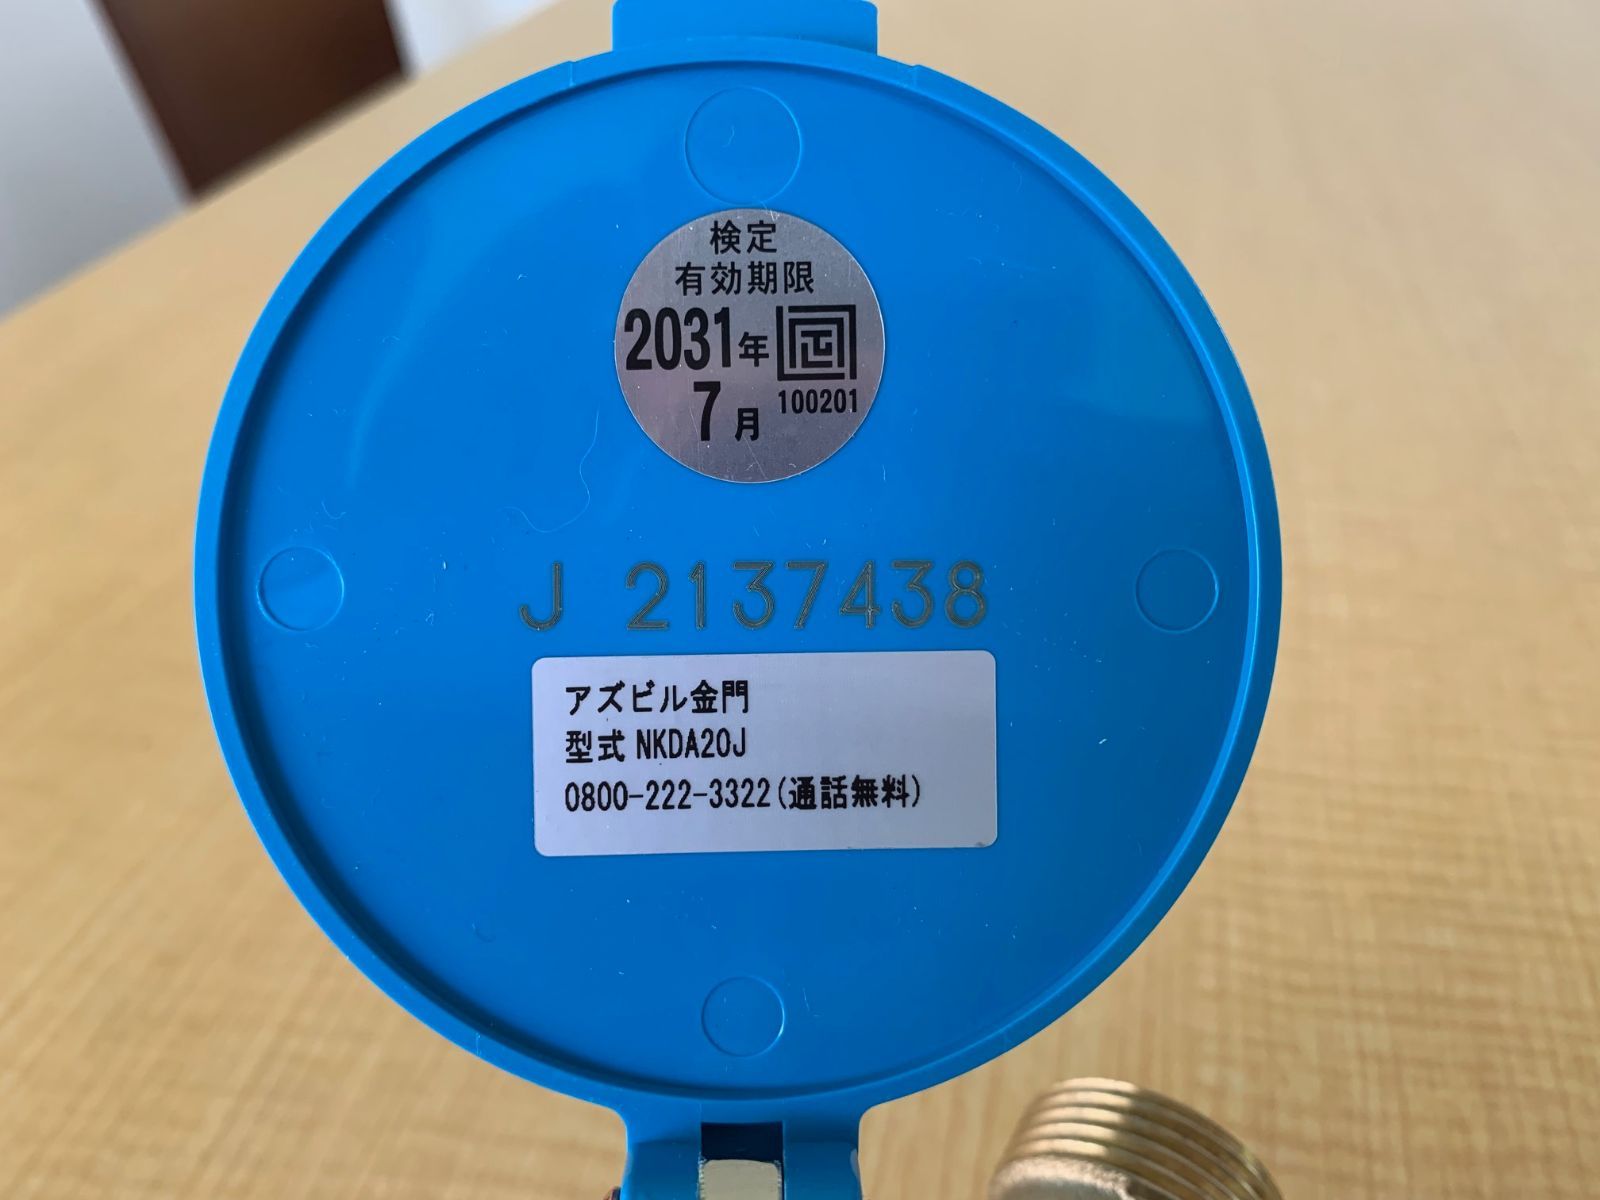 検定
有効期限
2031年
7月
100201
J 2137438
アズビル金門
型式 NKDA20J
0800-222-3322(通話無料)